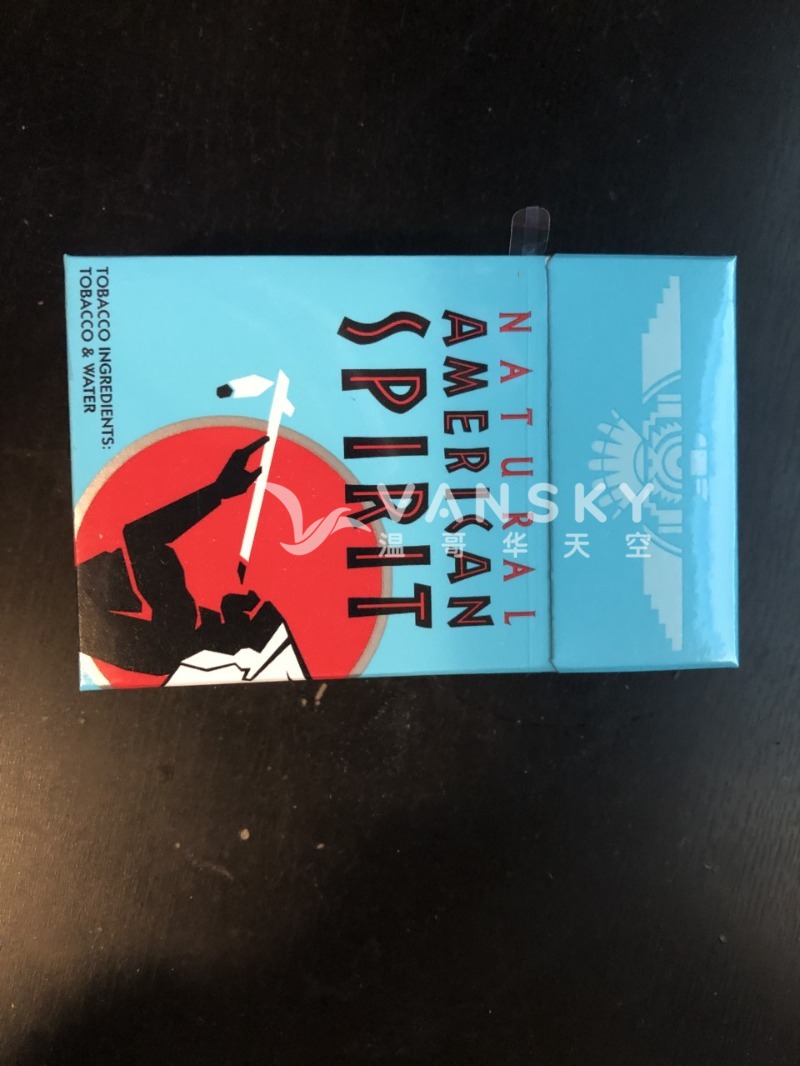 NATURAL
AMERICAN
SPIRIT
TOBACCO INGREDIENTS:
TOBACCO & WATER
VANSKY
温哥华天空